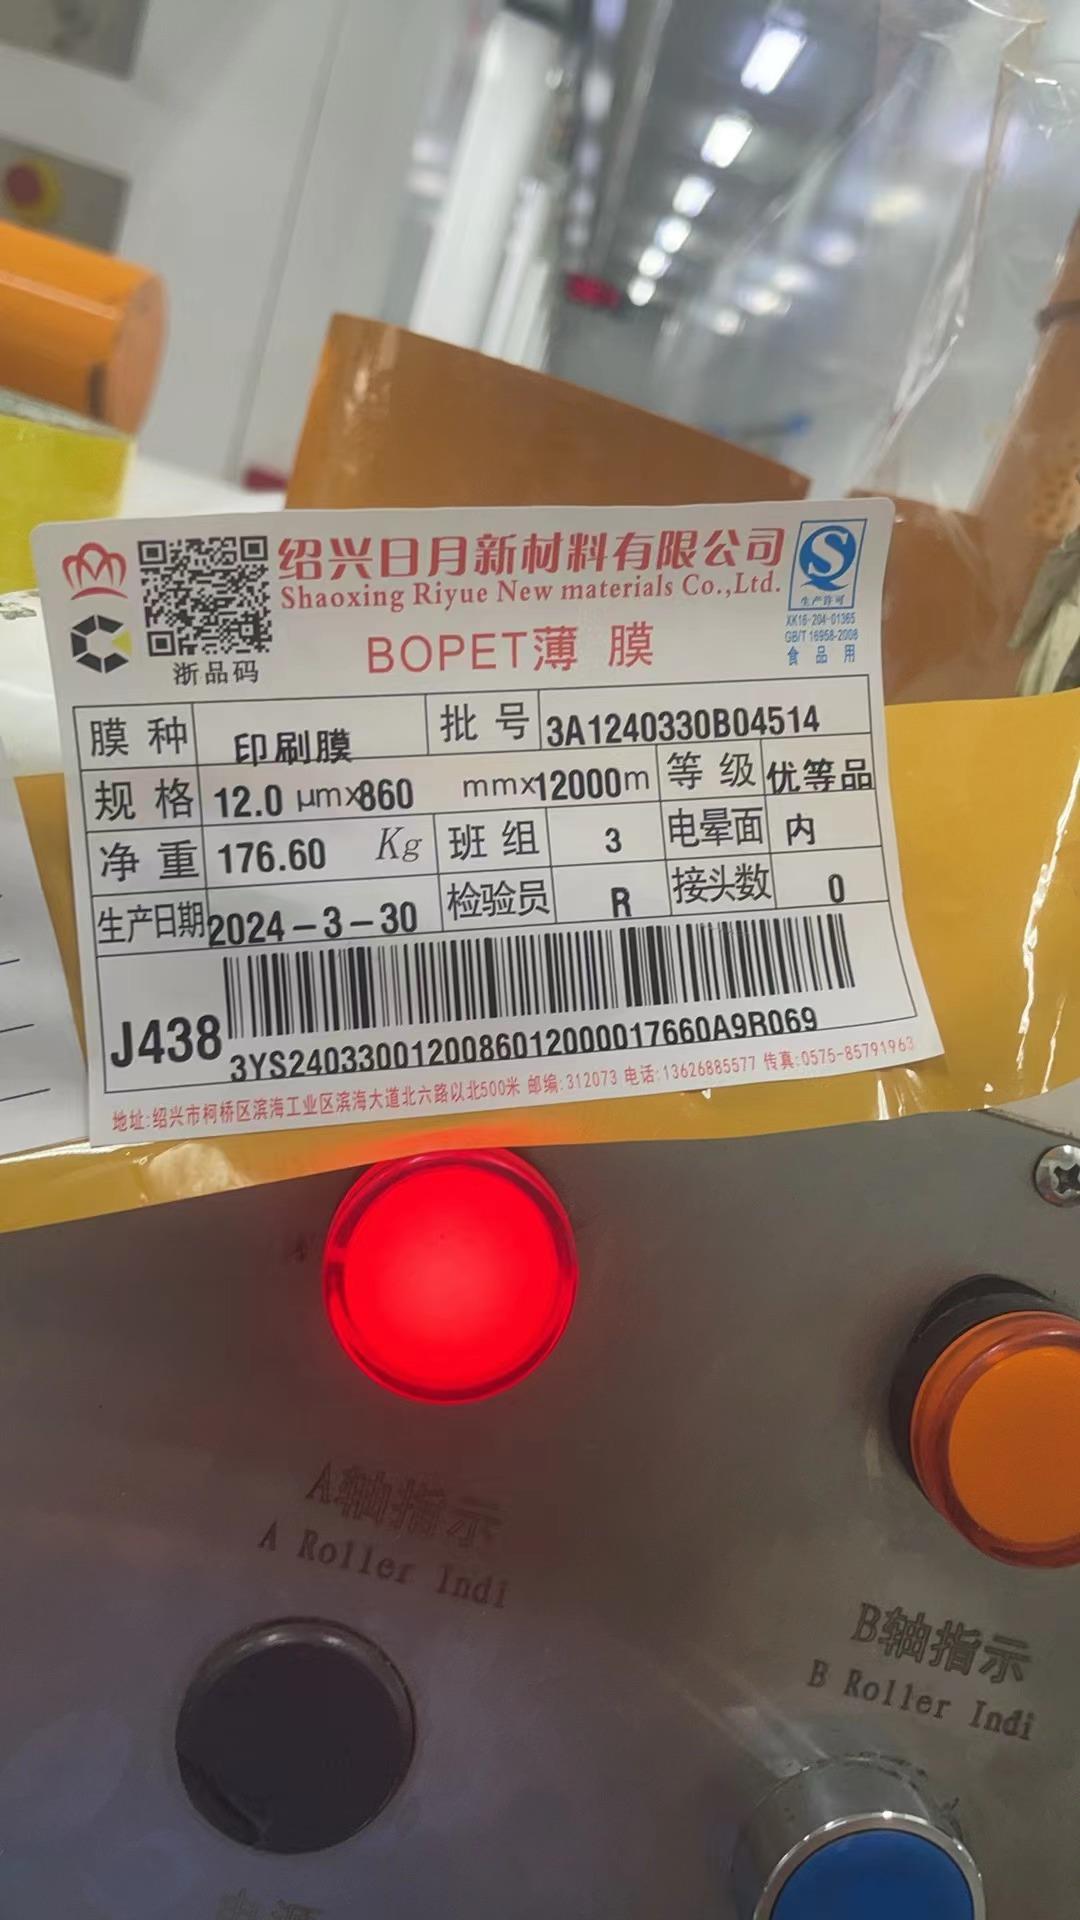 绍兴日月新材料有限公司
Shaoxing Riyue New materials Co.,Ltd.
浙品码
BOPET薄 膜
生产许可
XK16-204-01365
GB/T 16958-2008
食 品 用
膜 种 印刷膜 批 号 3A1240330B04514
规 格 12.0 μm×860 mm×12000m 等 级 优等品
净 重 176.60 Kg 班 组 3 电晕面 内
生产日期 2024-3-30 检验员 R 接头数 0
J438
3YS2403300120086012000017660A9R069
地址:绍兴市柯桥区滨海工业区滨海大道北六路以北500米 邮编:312073 电话:13626885577 传真:0575-85791963
A轴指示
A Roller Indi
B轴指示
B Roller Indi